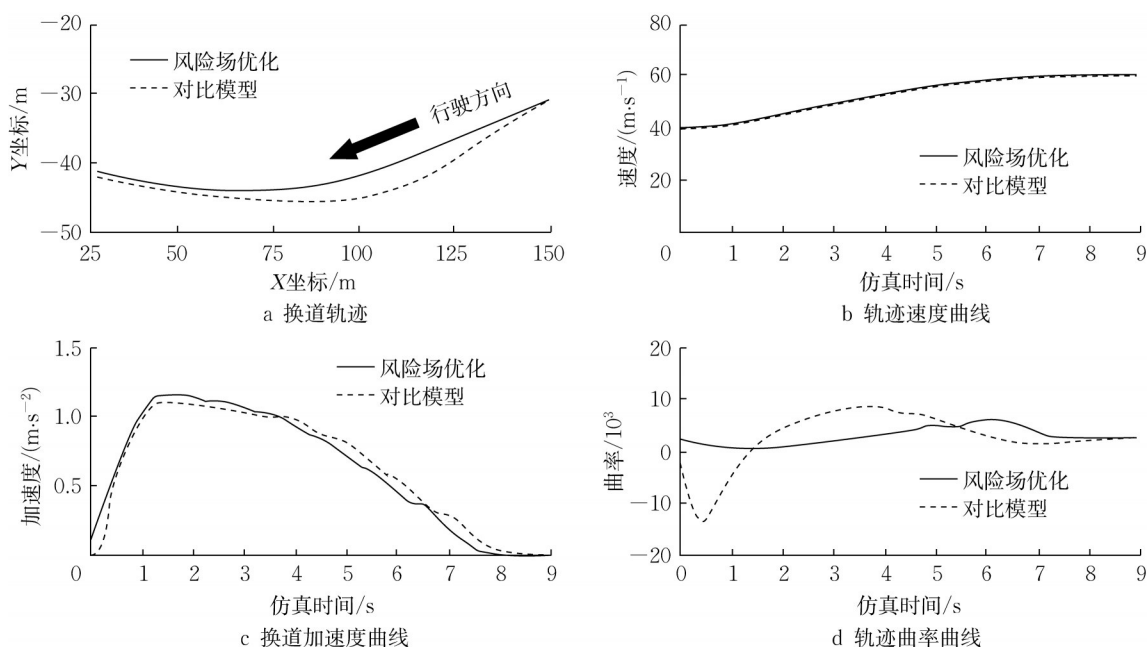 −20
−30
−40
−50
Y坐标/m
风险场优化
对比模型
行驶方向
25 50 75 100 125 150
X坐标/m
a 换道轨迹
80
60
40
20
速度/(m·s⁻¹)
风险场优化
对比模型
0 1 2 3 4 5 6 7 8 9
仿真时间/s
b 轨迹速度曲线
1.5
1.0
0.5
加速度/(m·s⁻²)
风险场优化
对比模型
0 1 2 3 4 5 6 7 8 9
仿真时间/s
c 换道加速度曲线
20
10
0
−10
−20
曲率/10³
风险场优化
对比模型
0 1 2 3 4 5 6 7 8 9
仿真时间/s
d 轨迹曲率曲线